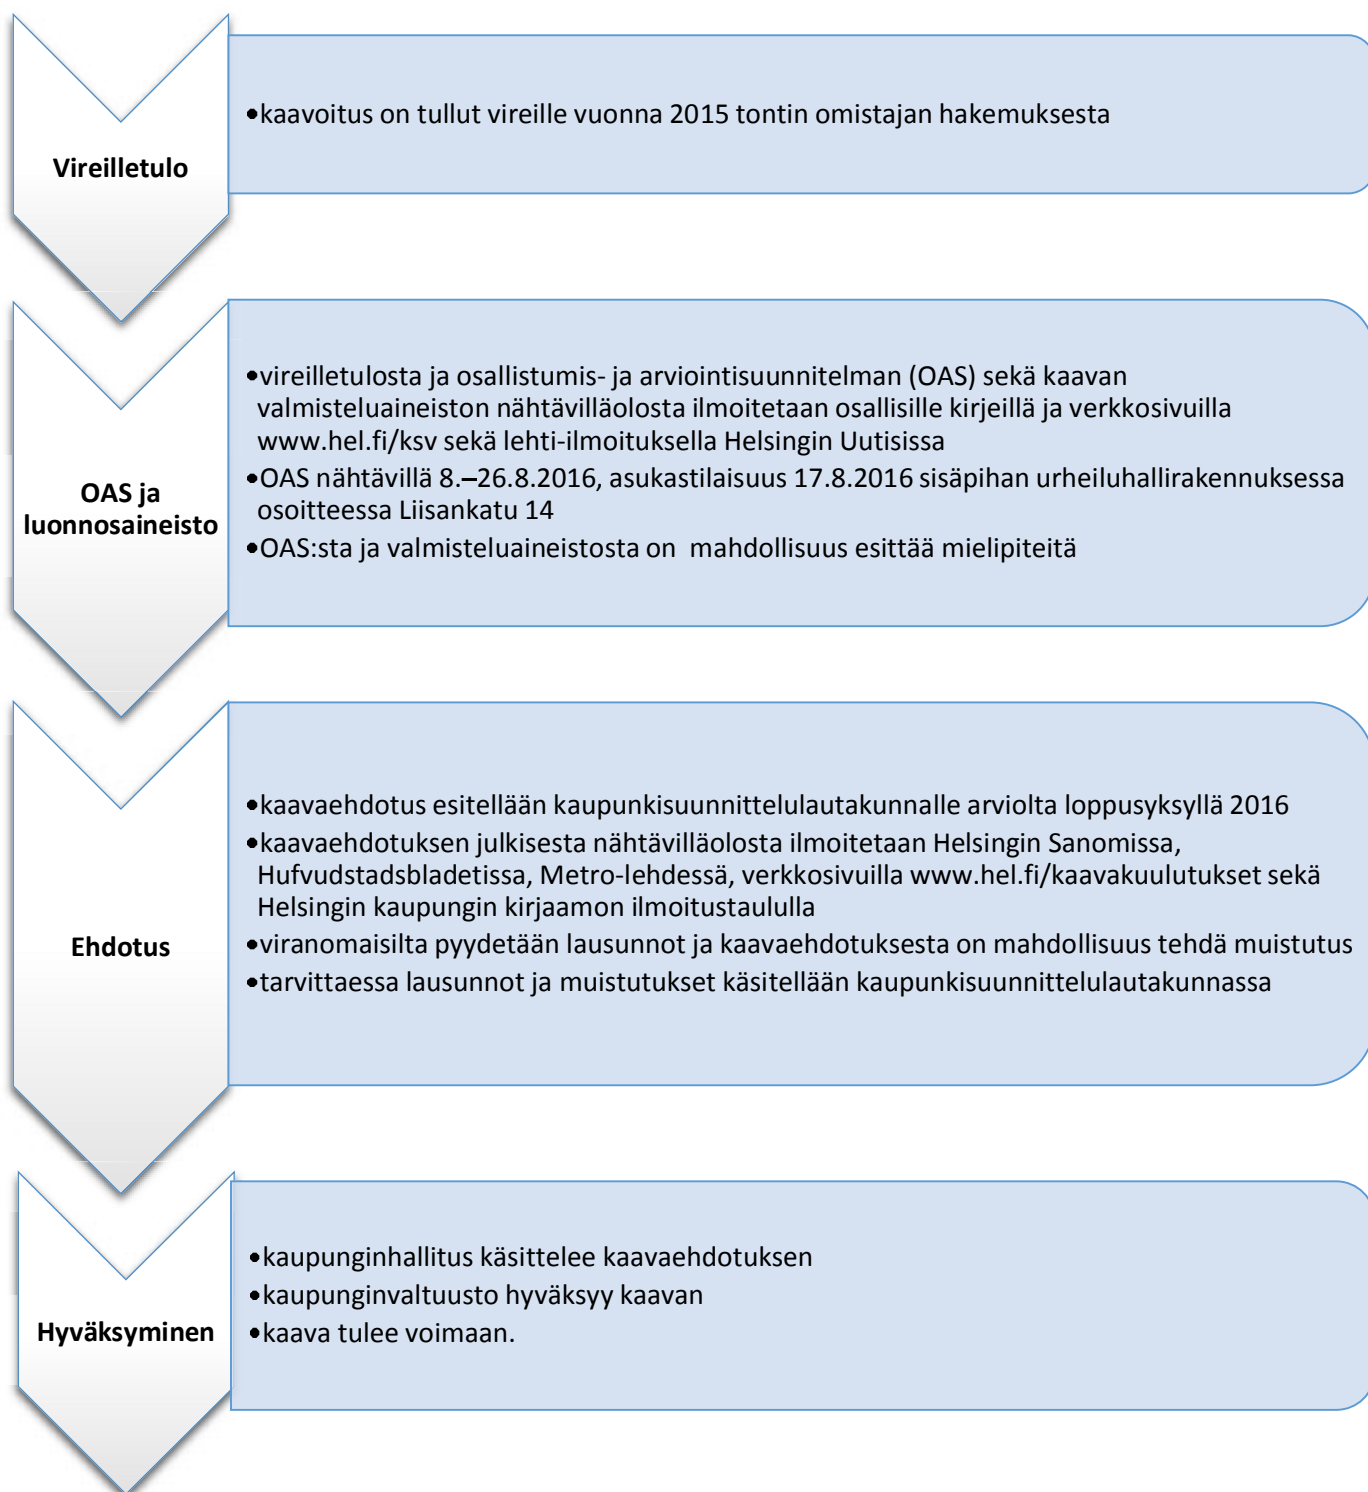 Vireilletulo
•kaavoitus on tullut vireille vuonna 2015 tontin omistajan hakemuksesta
OAS ja
luonnosaineisto
•vireilletulosta ja osallistumis- ja arviointisuunnitelman (OAS) sekä kaavan
valmisteluaineiston nähtävilläolosta ilmoitetaan osallisille kirjeillä ja verkkosivuilla
www.hel.fi/ksv sekä lehti-ilmoituksella Helsingin Uutisissa
•OAS nähtävillä 8.–26.8.2016, asukastilaisuus 17.8.2016 sisäpihan urheiluhallirakennuksessa
osoitteessa Liisankatu 14
•OAS:sta ja valmisteluaineistosta on mahdollisuus esittää mielipiteitä
Ehdotus
•kaavaehdotus esitellään kaupunkisuunnittelulautakunnalle arviolta loppusyksyllä 2016
•kaavaehdotuksen julkisesta nähtävilläolosta ilmoitetaan Helsingin Sanomissa,
Hufvudstadsbladetissa, Metro-lehdessä, verkkosivuilla www.hel.fi/kaavakuulutukset sekä
Helsingin kaupungin kirjaamon ilmoitustaululla
•viranomaisilta pyydetään lausunnot ja kaavaehdotuksesta on mahdollisuus tehdä muistutus
•tarvittaessa lausunnot ja muistutukset käsitellään kaupunkisuunnittelulautakunnassa
Hyväksyminen
•kaupunginhallitus käsittelee kaavaehdotuksen
•kaupunginvaltuusto hyväksyy kaavan
•kaava tulee voimaan.